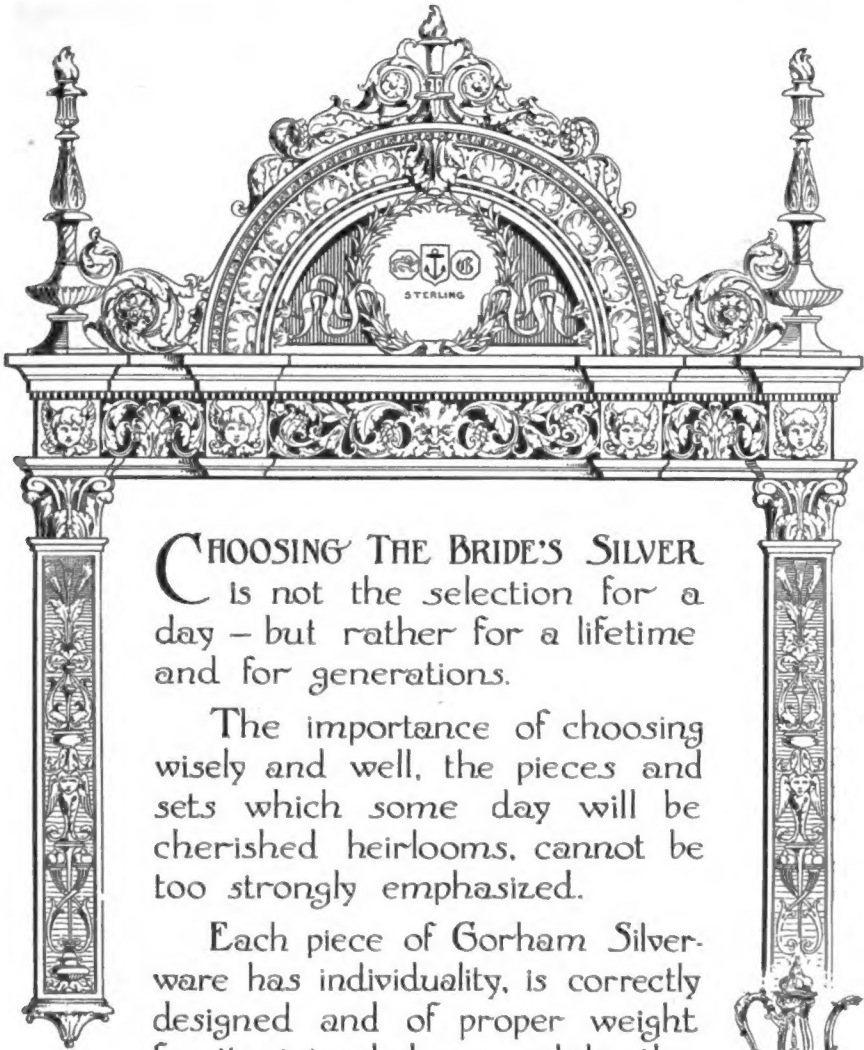 STERLING
CHOOSING THE BRIDE'S SILVER
is not the selection for a
day – but rather for a lifetime
and for generations.
The importance of choosing
wisely and well, the pieces and
sets which some day will be
cherished heirlooms, cannot be
too strongly emphasized.
Each piece of Gorham Silver-
ware has individuality, is correctly
designed and of proper weight